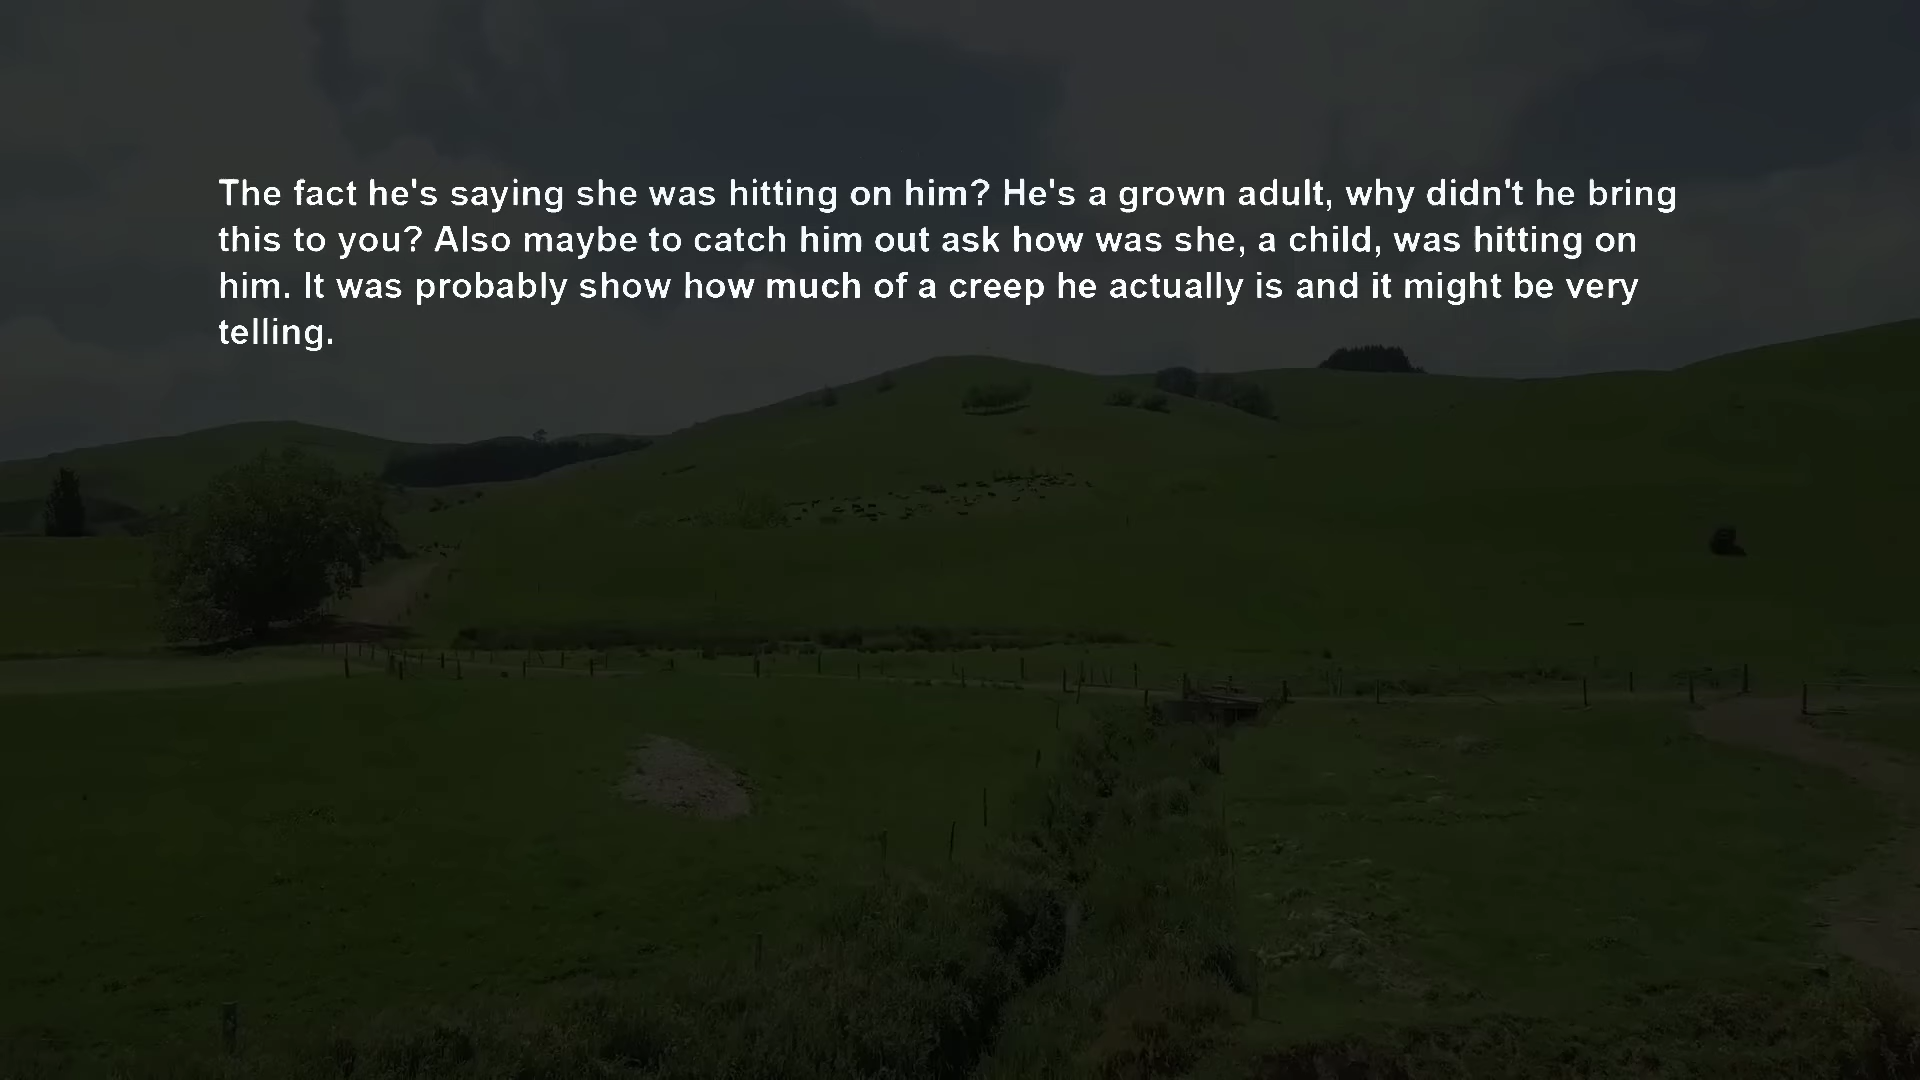 The fact he's saying she was hitting on him? He's a grown adult, why didn't he bring
this to you? Also maybe to catch him out ask how was she, a child, was hitting on
him. It was probably show how much of a creep he actually is and it might be very
telling.